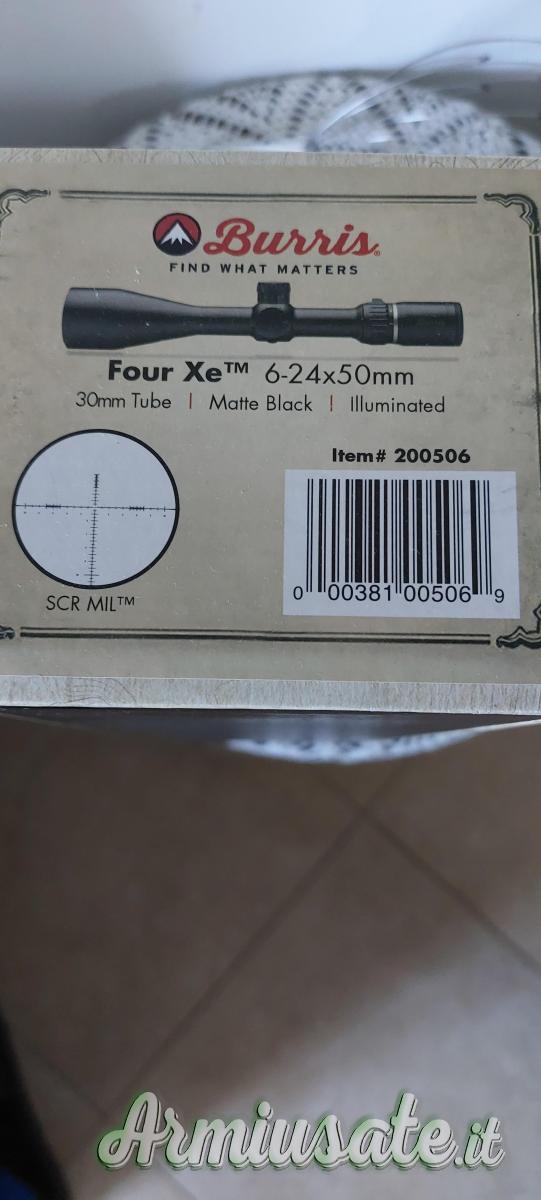 Burris®
FIND WHAT MATTERS
Four Xe™ 6-24x50mm
30mm Tube | Matte Black | Illuminated
Item# 200506
0 00381 00506 9
SCR MIL™
Armiusate.it